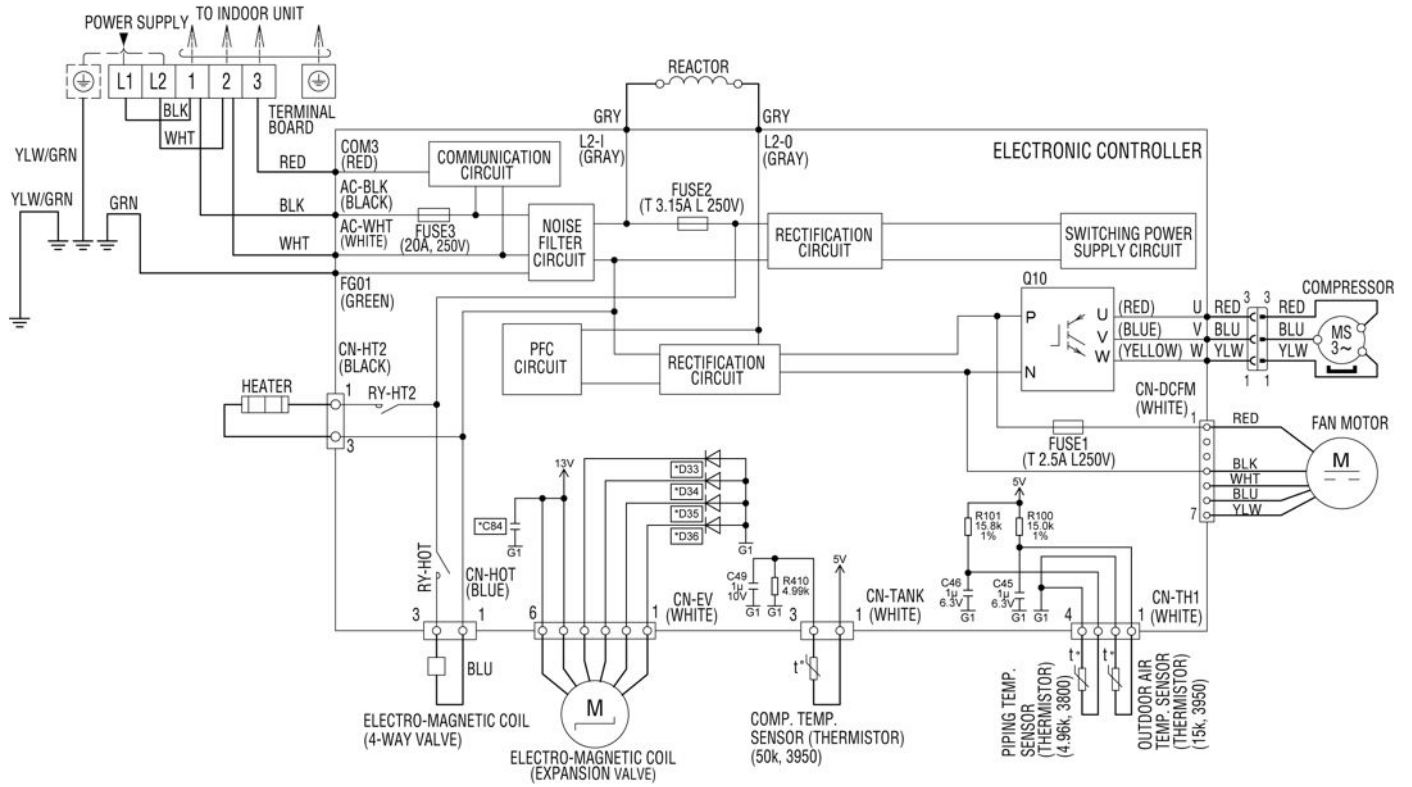 POWER SUPPLY
TO INDOOR UNIT
L1 L2 1 2 3
TERMINAL
BOARD
BLK
WHT
YLW/GRN
YLW/GRN
GRN
RED
BLK
WHT
COM3
(RED)
AC-BLK
(BLACK)
AC-WHT
(WHITE)
FG01
(GREEN)
COMMUNICATION
CIRCUIT
FUSE3
(20A, 250V)
NOISE
FILTER
CIRCUIT
REACTOR
GRY
GRY
L2-I
(GRAY)
L2-0
(GRAY)
ELECTRONIC CONTROLLER
FUSE2
(T 3.15A L 250V)
RECTIFICATION
CIRCUIT
SWITCHING POWER
SUPPLY CIRCUIT
PFC
CIRCUIT
RECTIFICATION
CIRCUIT
Q10
P
N
U
V
W
(RED)
(BLUE)
(YELLOW)
U
V
W
RED
BLU
YLW
3 3
1 1
RED
BLU
YLW
COMPRESSOR
MS
3~
CN-DCFM
(WHITE)
1
7
RED
BLK
WHT
BLU
YLW
FAN MOTOR
M
FUSE1
(T 2.5A L250V)
CN-HT2
(BLACK)
1
3
RY-HT2
HEATER
RY-HOT
CN-HOT
(BLUE)
3
1
BLU
ELECTRO-MAGNETIC COIL
(4-WAY VALVE)
13V
*C84
G1
*D33
*D34
*D35
*D36
G1
CN-EV
(WHITE)
6
1
M
ELECTRO-MAGNETIC COIL
(EXPANSION VALVE)
C49
1μ
10V
G1
R410
4.99k
G1
5V
CN-TANK
(WHITE)
3
1
t°
COMP. TEMP.
SENSOR (THERMISTOR)
(50k, 3950)
5V
R101
15.8k
1%
R100
15.0k
1%
C46
1μ
6.3V
G1
C45
1μ
6.3V
G1
G1
CN-TH1
(WHITE)
4
1
t°
t°
PIPING TEMP.
SENSOR
(THERMISTOR)
(4.96k, 3800)
OUTDOOR AIR
TEMP. SENSOR
(THERMISTOR)
(15k, 3950)